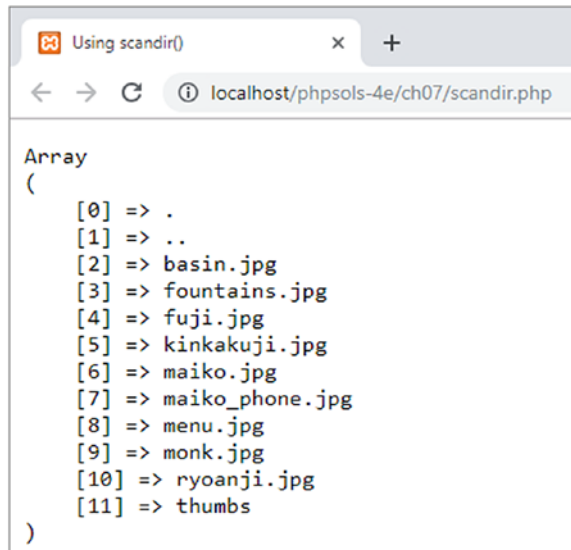 Using scandir()
localhost/phpsols-4e/ch07/scandir.php
Array
(
[0] => .
[1] => ..
[2] => basin.jpg
[3] => fountains.jpg
[4] => fuji.jpg
[5] => kinkakuji.jpg
[6] => maiko.jpg
[7] => maiko_phone.jpg
[8] => menu.jpg
[9] => monk.jpg
[10] => ryoanji.jpg
[11] => thumbs
)